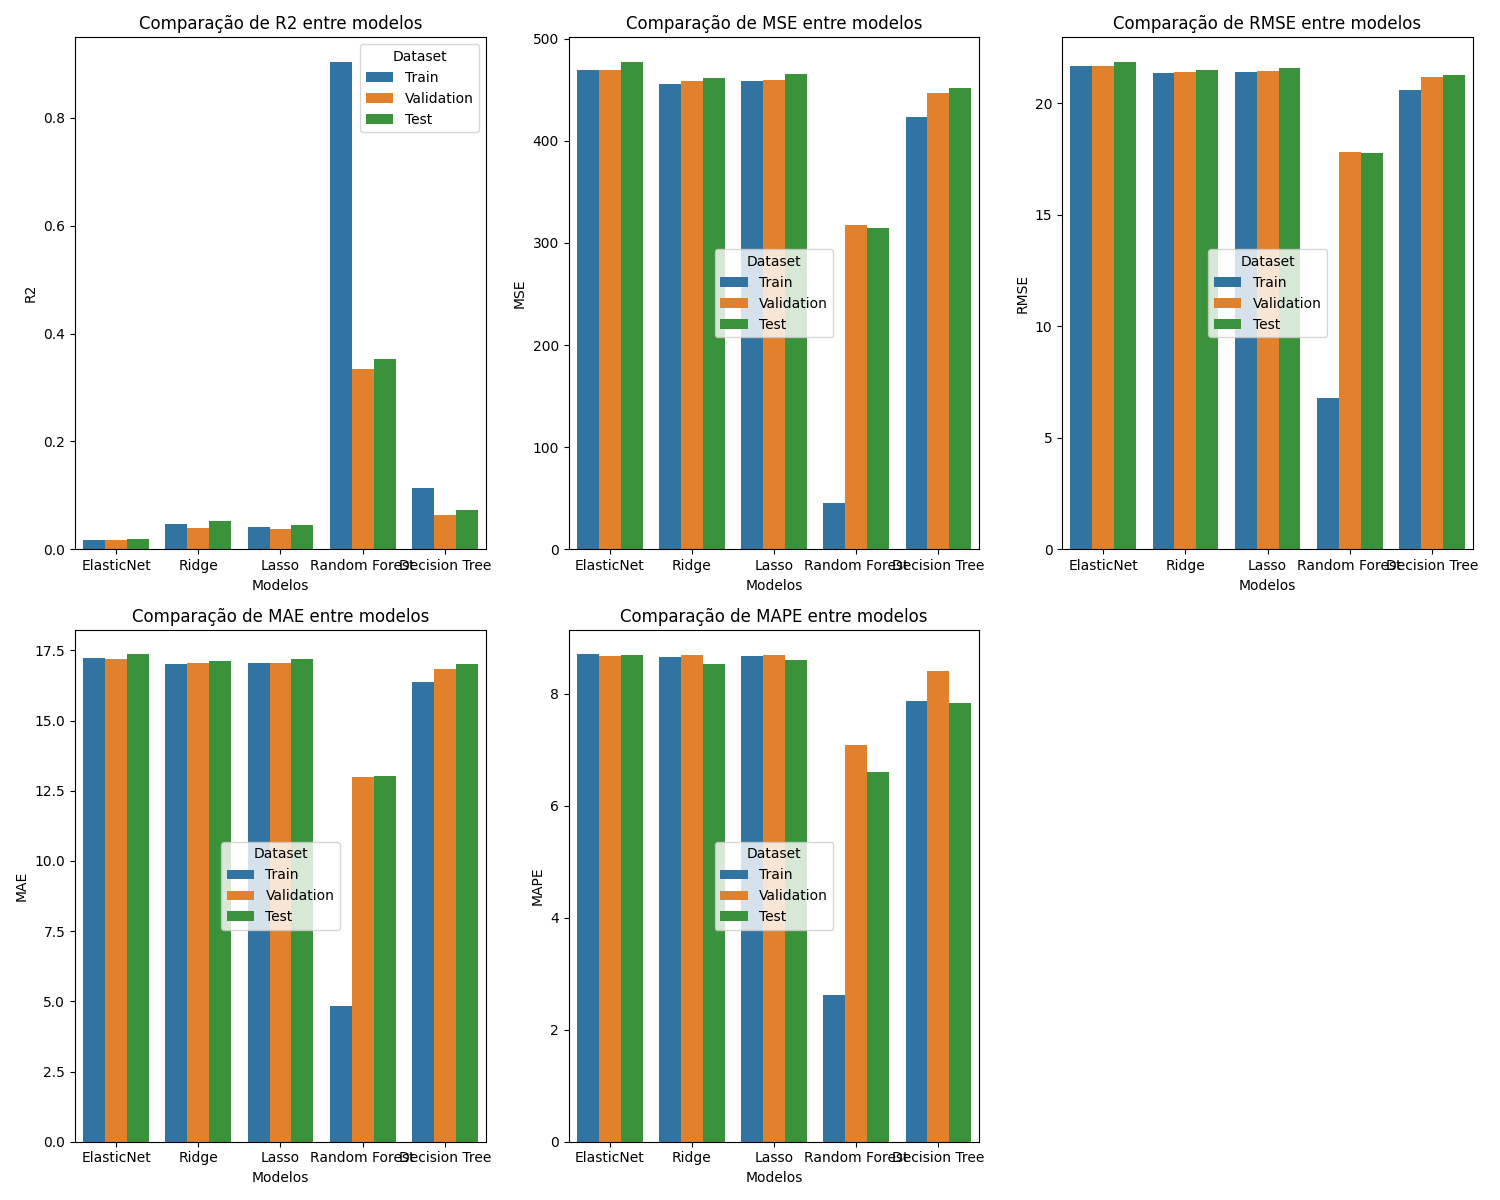 Comparação de R2 entre modelos
R2
0.8
0.6
0.4
0.2
0.0
Dataset
Train
Validation
Test
ElasticNet Ridge Lasso Random Forest Decision Tree
Modelos
Comparação de MSE entre modelos
MSE
500
400
300
200
100
0
Dataset
Train
Validation
Test
ElasticNet Ridge Lasso Random Forest Decision Tree
Modelos
Comparação de RMSE entre modelos
RMSE
20
15
10
5
0
Dataset
Train
Validation
Test
ElasticNet Ridge Lasso Random Forest Decision Tree
Modelos
Comparação de MAE entre modelos
MAE
17.5
15.0
12.5
10.0
7.5
5.0
2.5
0.0
Dataset
Train
Validation
Test
ElasticNet Ridge Lasso Random Forest Decision Tree
Modelos
Comparação de MAPE entre modelos
MAPE
8
6
4
2
0
Dataset
Train
Validation
Test
ElasticNet Ridge Lasso Random Forest Decision Tree
Modelos